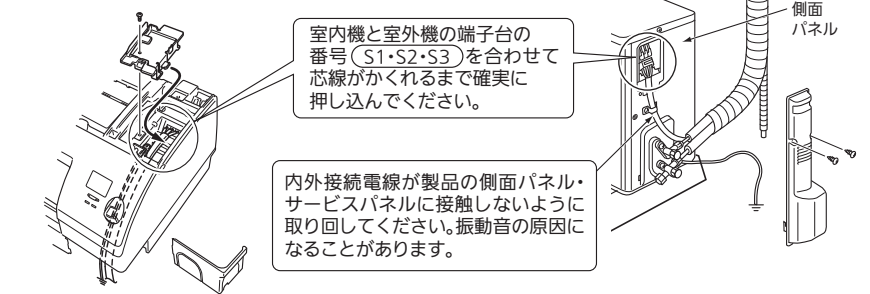 室内機と室外機の端子台の
番号(S1・S2・S3)を合わせて
芯線がかくれるまで確実に
押し込んでください。
側面
パネル
内外接続電線が製品の側面パネル・
サービスパネルに接触しないように
取り回してください。振動音の原因に
なることがあります。